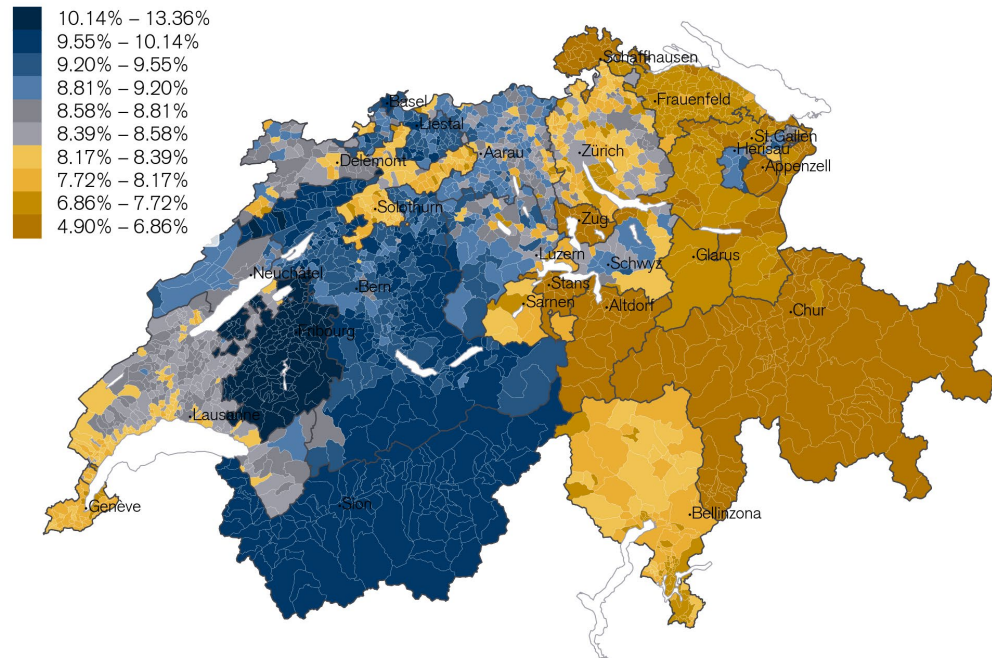 10.14% – 13.36%
9.55% – 10.14%
9.20% – 9.55%
8.81% – 9.20%
8.58% – 8.81%
8.39% – 8.58%
8.17% – 8.39%
7.72% – 8.17%
6.86% – 7.72%
4.90% – 6.86%
Schaffhausen
Basel
Frauenfeld
Liestal
St.Gallen
Herisau
Delémont
Aarau
Zürich
Appenzell
Solothurn
Zug
Luzern
Glarus
Schwyz
Neuchâtel
Bern
Stans
Sarnen
Altdorf
Chur
Fribourg
Lausanne
Sion
Genève
Bellinzona